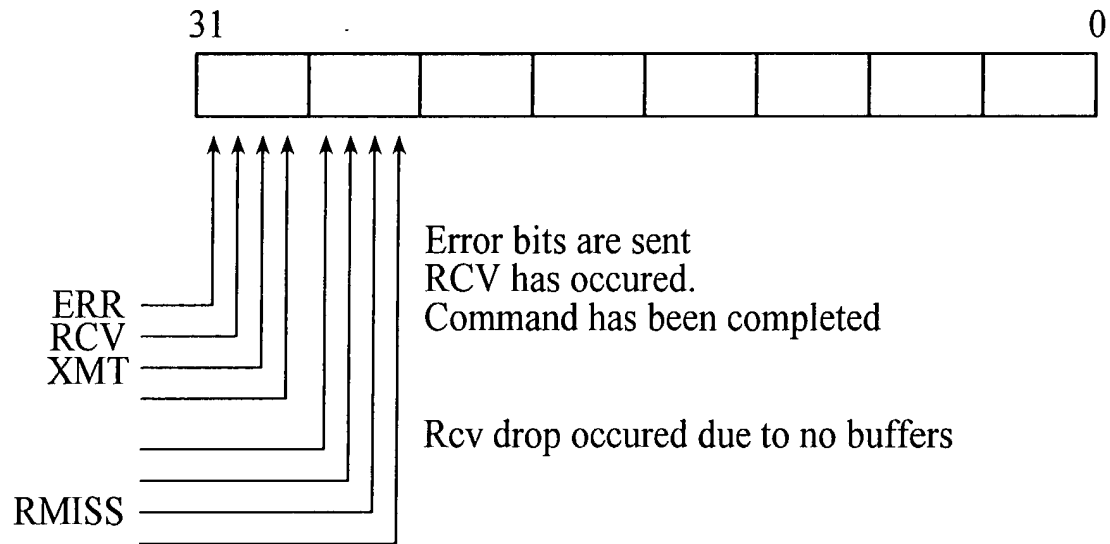 31 0
Error bits are sent
RCV has occured.
Command has been completed
ERR
RCV
XMT
Rcv drop occured due to no buffers
RMISS